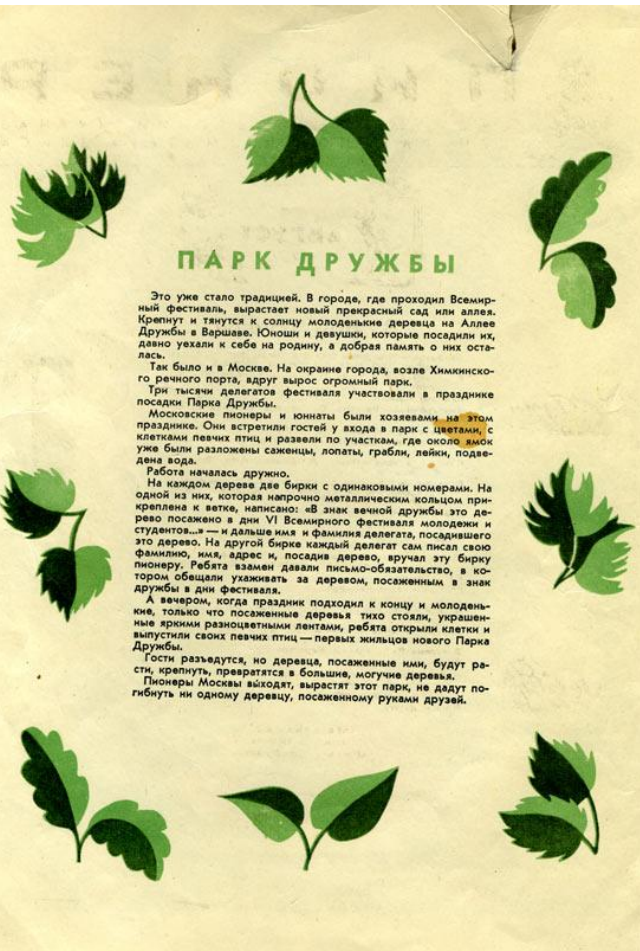 ПАРК ДРУЖБЫ
Это уже стало традицией. В городе, где проходил Всемир-
ный фестиваль, вырастает новый прекрасный сад или аллея.
Крепнут и тянутся к солнцу молоденькие деревца на Аллее
Дружбы в Варшаве. Юноши и девушки, которые посадили их,
давно уехали к себе на родину, а добрая память о них оста-
лась.
Так было и в Москве. На окраине города, возле Химкинско-
го речного порта, вдруг вырос огромный парк.
Три тысячи делегатов фестиваля участвовали в празднике
посадки Парка Дружбы.
Московские пионеры и юннаты были хозяевами на этом
празднике. Они встретили гостей у входа в парк с цветами, с
клетками певчих птиц и развели по участкам, где около ямок
уже были разложены саженцы, лопаты, грабли, лейки, подве-
дена вода.
Работа началась дружно.
На каждом дереве две бирки с одинаковыми номерами. На
одной из них, которая напрочно металлическим кольцом при-
креплена к ветке, написано: «В знак вечной дружбы это де-
рево посажено в дни VI Всемирного фестиваля молодежи и
студентов...» — и дальше имя и фамилия делегата, посадившего
это дерево. На другой бирке каждый делегат сам писал свою
фамилию, имя, адрес и, посадив дерево, вручал эту бирку
пионеру. Ребята взамен давали письмо-обязательство, в ко-
тором обещали ухаживать за деревом, посаженным в знак
дружбы в дни фестиваля.
А вечером, когда праздник подходил к концу и молодень-
кие, только что посаженные деревья тихо стояли, украшен-
ные яркими разноцветными лентами, ребята открыли клетки и
выпустили своих певчих птиц — первых жильцов нового Парка
Дружбы.
Гости разъедутся, но деревца, посаженные ими, будут ра-
сти, крепнуть, превратятся в большие, могучие деревья.
Пионеры Москвы выходят, вырастят этот парк, не дадут по-
гибнуть ни одному деревцу, посаженному руками друзей.